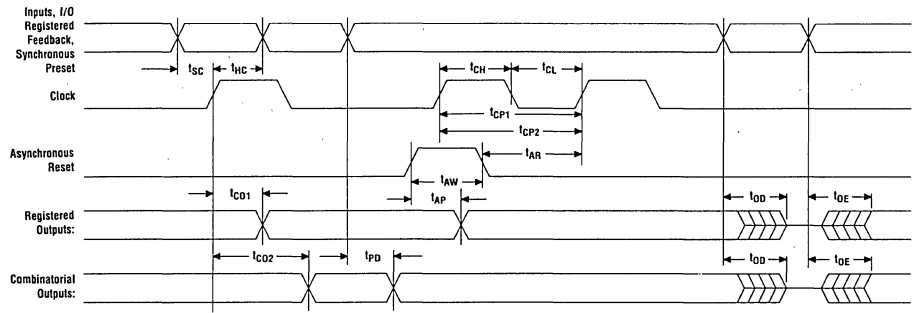 Inputs, I/O
Registered
Feedback,
Synchronous
Preset
tSC
tHC
tCH
tCL
Clock
tCP1
tCP2
Asynchronous
Reset
tAR
tAW
tCO1
tAP
tOD
tOE
Registered
Outputs:
tCO2
tPD
tOD
tOE
Combinatorial
Outputs: